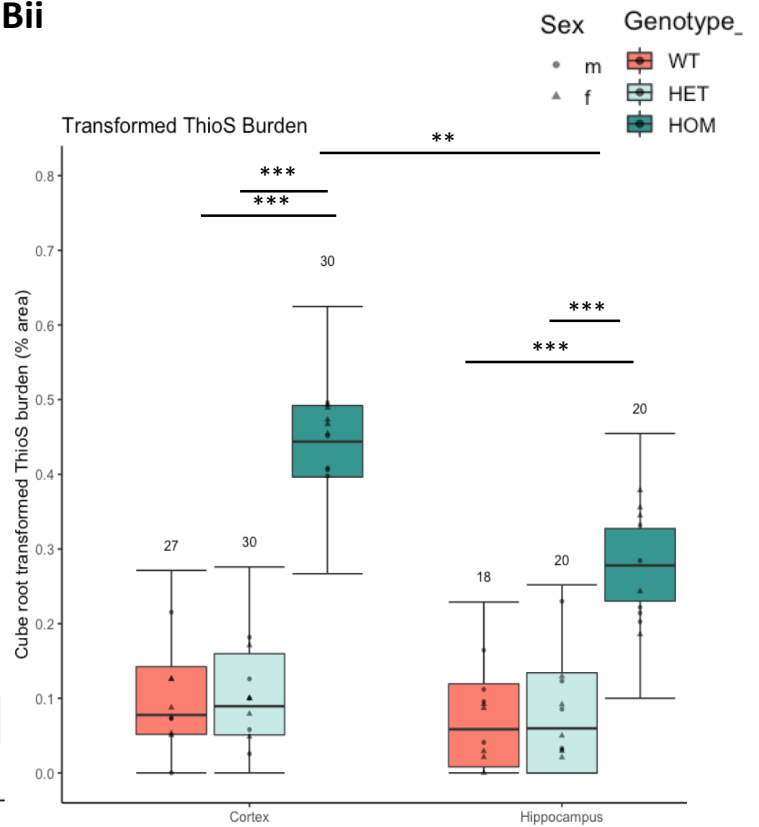 Bii
Sex
m
f
Genotype_
WT
HET
HOM
Transformed ThioS Burden
**
***
***
30
***
***
20
27
30
18
20
Cube root transformed ThioS burden (% area)
0.8
0.7
0.6
0.5
0.4
0.3
0.2
0.1
0.0
Cortex
Hippocampus